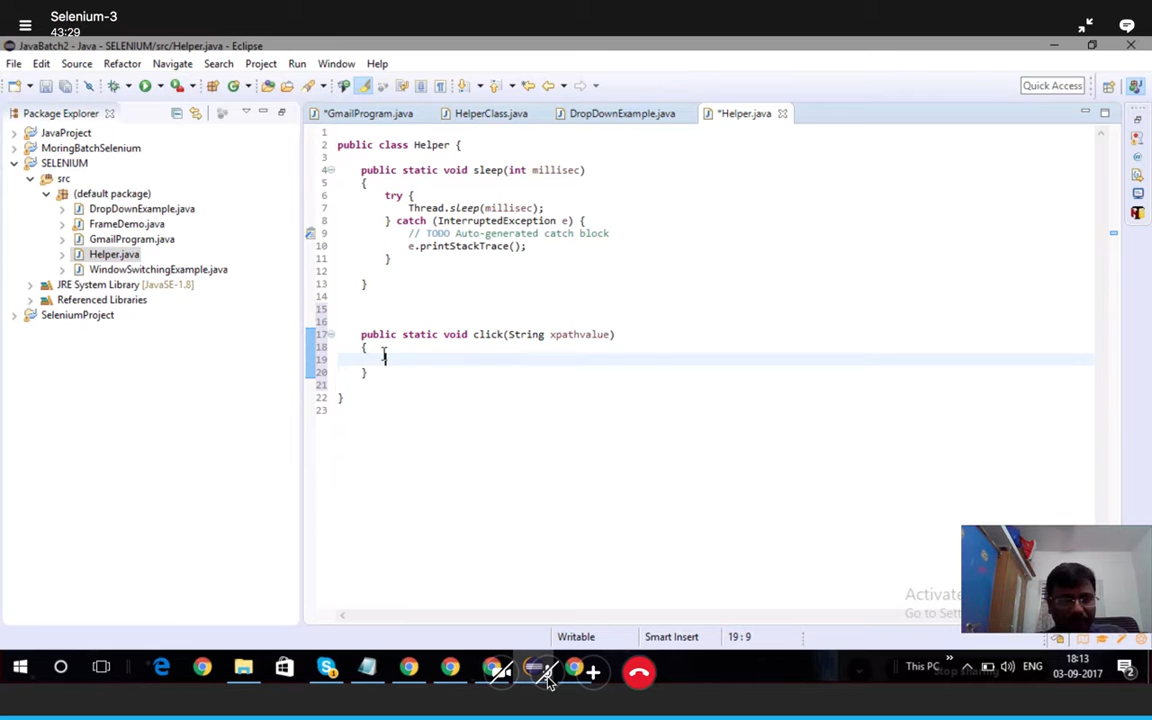 Selenium-3
43:29
JavaBatch2 - Java - SELENIUM/src/Helper.java - Eclipse
File Edit Source Refactor Navigate Search Project Run Window Help
Quick Access
Package Explorer
*GmailProgram.java HelperClass.java DropDownExample.java *Helper.java
JavaProject
MoringBatchSelenium
SELENIUM
src
(default package)
DropDownExample.java
FrameDemo.java
GmailProgram.java
Helper.java
WindowSwitchingExample.java
JRE System Library [JavaSE-1.8]
Referenced Libraries
SeleniumProject
1
2 public class Helper {
3
4 public static void sleep(int millisec)
5 {
6 try {
7 Thread.sleep(millisec);
8 } catch (InterruptedException e) {
9 // TODO Auto-generated catch block
10 e.printStackTrace();
11 }
12
13 }
14
15
16
17 public static void click(String xpathvalue)
18 {
19
20 }
21
22 }
23
Activate
Go to Set
Writable Smart Insert 19 : 9
This PC ENG 18:13
Stop sharing 03-09-2017